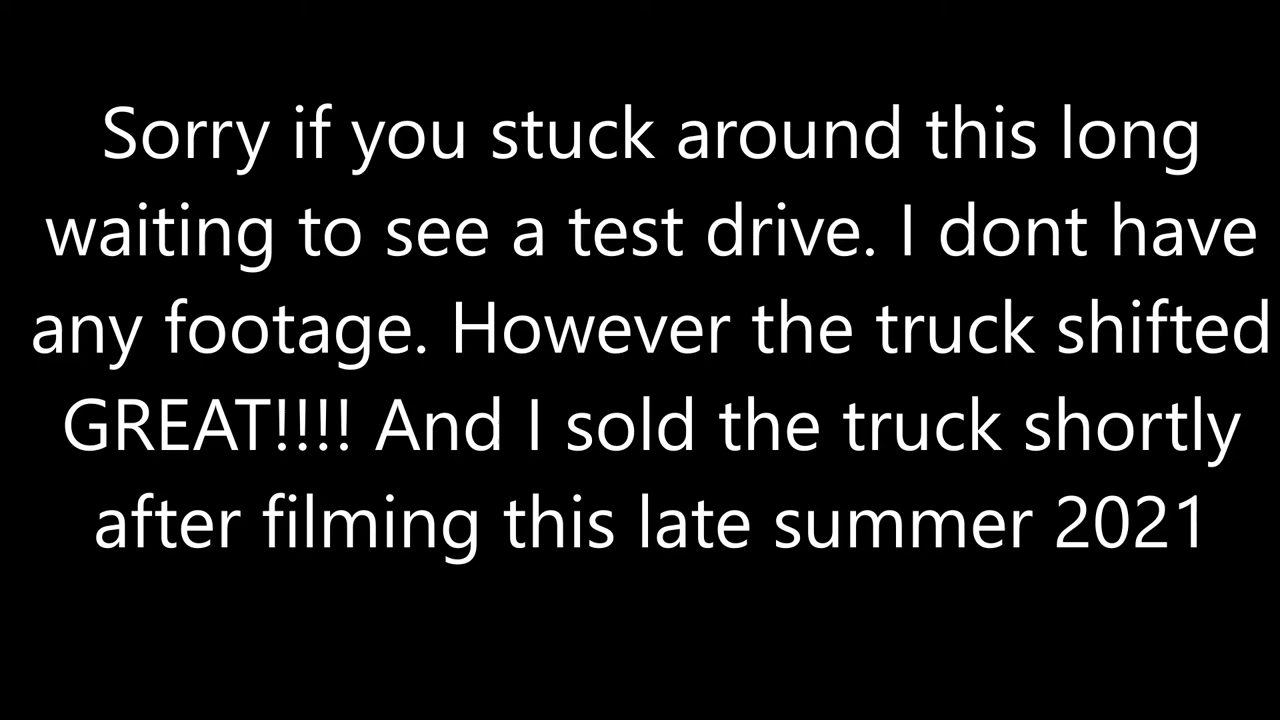 Sorry if you stuck around this long
waiting to see a test drive. I dont have
any footage. However the truck shifted
GREAT!!!! And I sold the truck shortly
after filming this late summer 2021